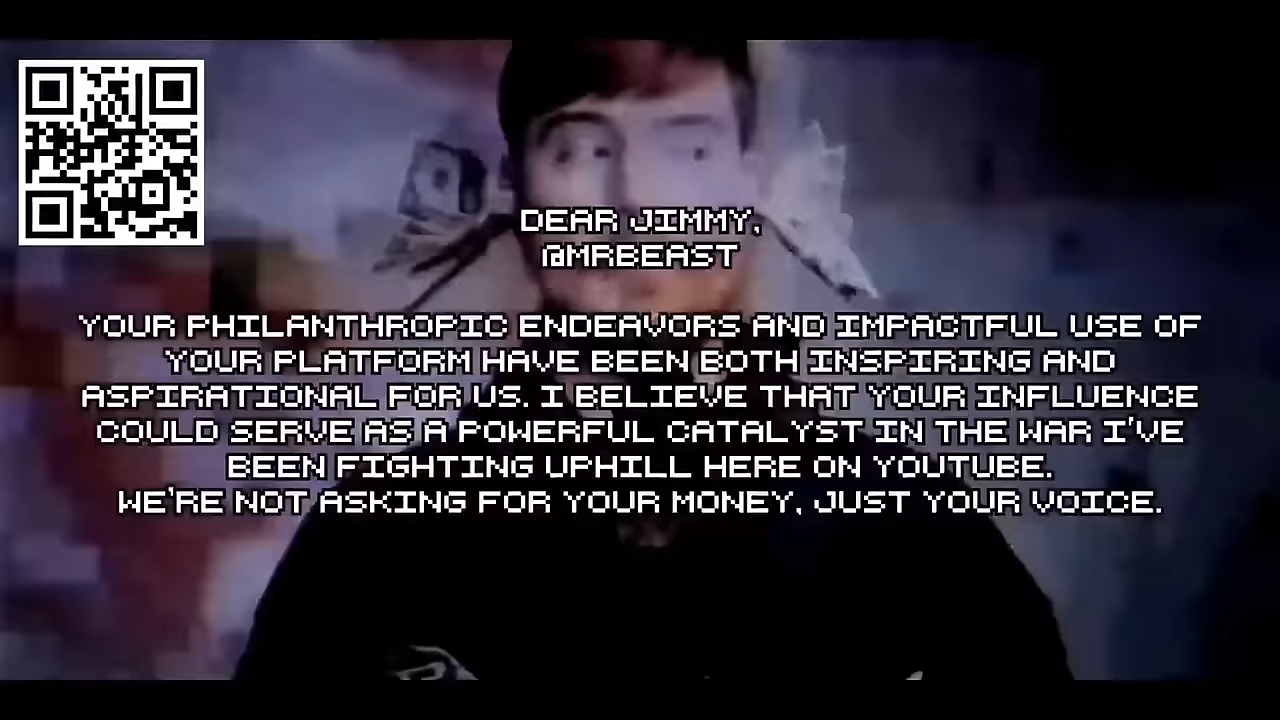 DEAR JIMMY,
@MRBEAST
YOUR PHILANTHROPIC ENDEAVORS AND IMPACTFUL USE OF
YOUR PLATFORM HAVE BEEN BOTH INSPIRING AND
ASPIRATIONAL FOR US. I BELIEVE THAT YOUR INFLUENCE
COULD SERVE AS A POWERFUL CATALYST IN THE WAR I'VE
BEEN FIGHTING UPHILL HERE ON YOUTUBE.
WE'RE NOT ASKING FOR YOUR MONEY, JUST YOUR VOICE.